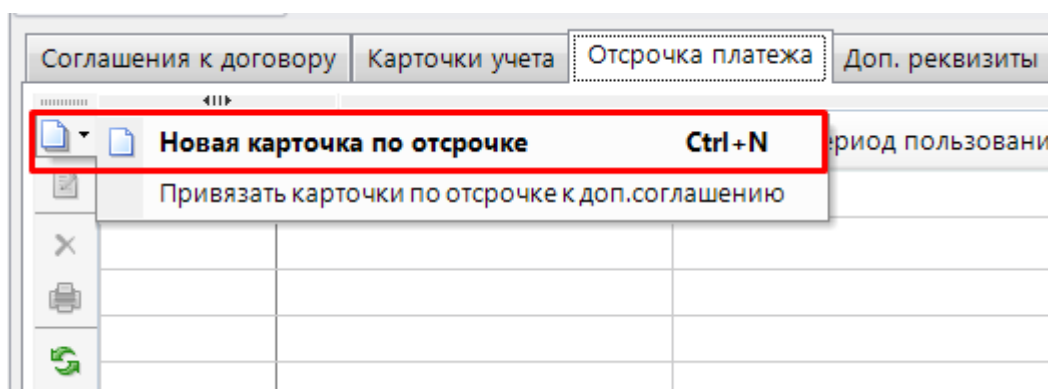 Соглашения к договору Карточки учета Отсрочка платежа Доп. реквизиты
Новая карточка по отсрочке Ctrl+N
Привязать карточки по отсрочке к доп.соглашению